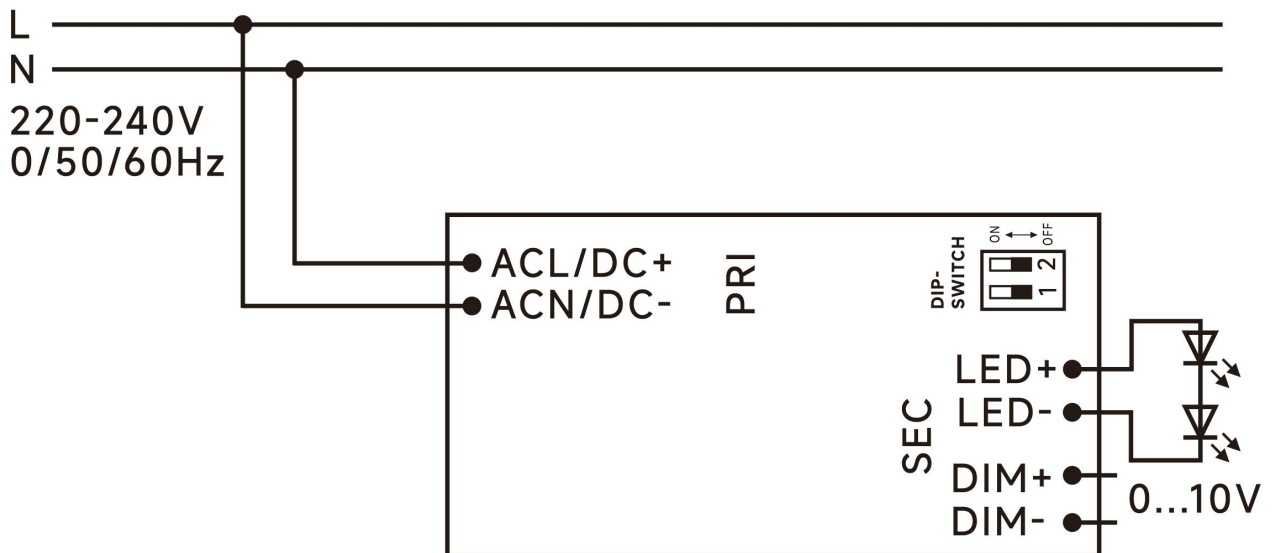 L
N
220-240V
0/50/60Hz
ACL/DC+
ACN/DC-
PRI
DIP-
SWITCH
ON
OFF
2
1
LED+
LED-
SEC
DIM+
DIM-
0...10V